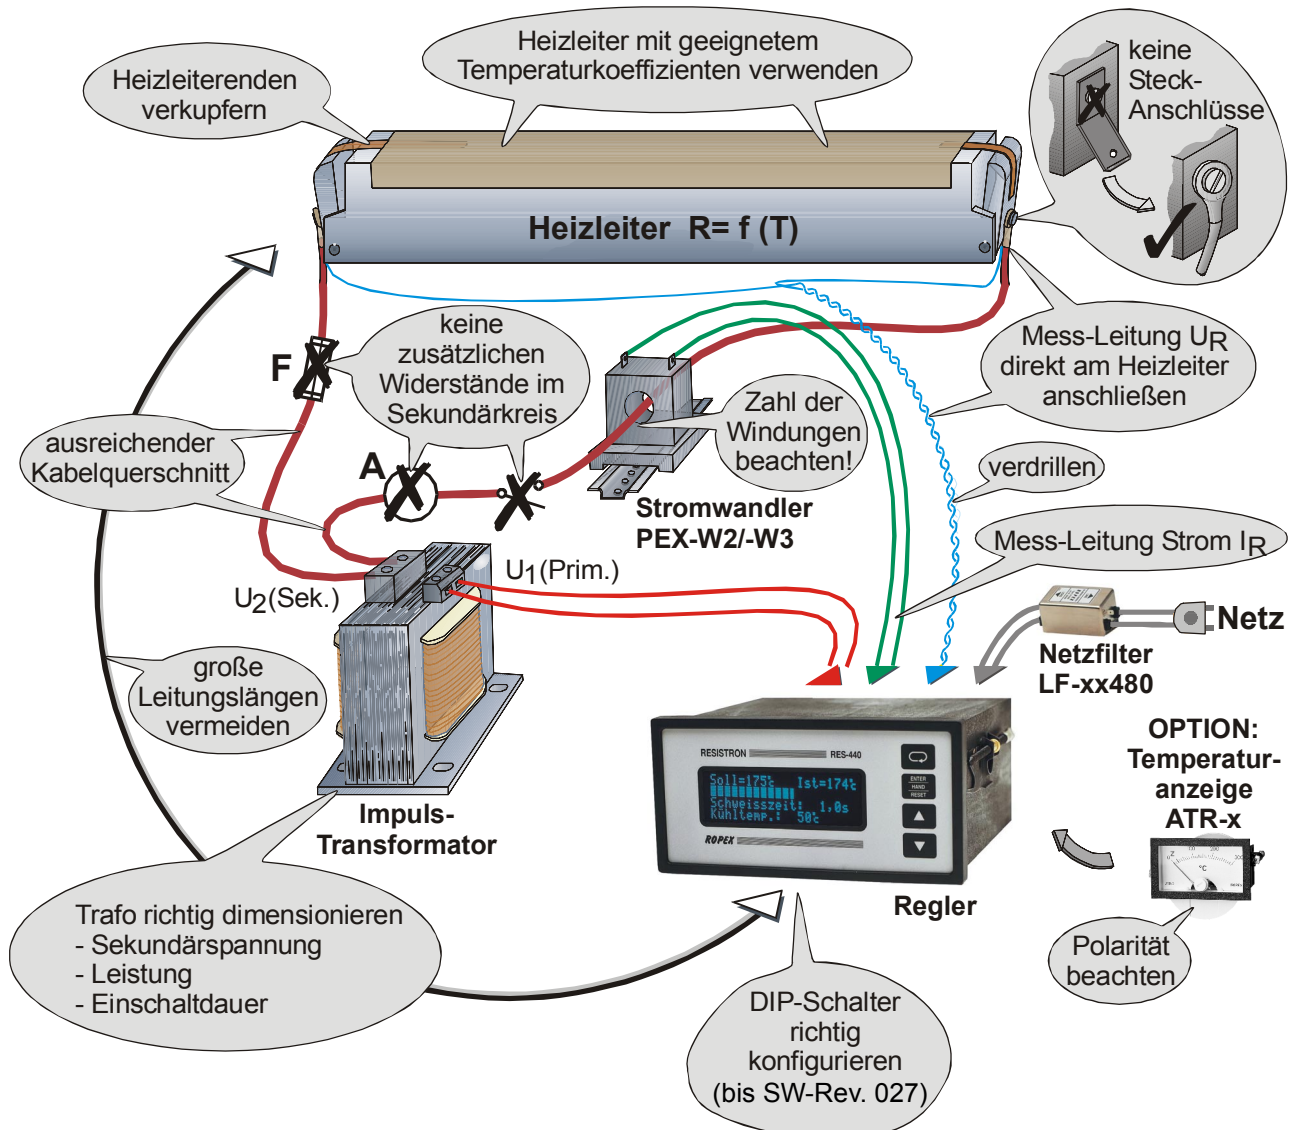 Heizleiter mit geeignetem
Temperaturkoeffizienten verwenden
Heizleiterenden
verkupfern
keine
Steck-
Anschlüsse
Heizleiter R= f (T)
keine
zusätzlichen
Widerstände im
Sekundärkreis
F
Mess-Leitung UR
direkt am Heizleiter
anschließen
Zahl der
Windungen
beachten!
ausreichender
Kabelquerschnitt
A
verdrillen
Stromwandler
PEX-W2/-W3
Mess-Leitung Strom IR
U1(Prim.)
U2(Sek.)
Netz
Netzfilter
LF-xx480
große
Leitungslängen
vermeiden
OPTION:
Temperatur-
anzeige
ATR-x
RESISTRON RES-440
Soll=175°c Ist=174°c
Schweisszeit: 1,0s
Kühltemp.: 50°c
ENTER
HAND
RESET
ROPEX
°C
Impuls-
Transformator
Regler
Trafo richtig dimensionieren
- Sekundärspannung
- Leistung
- Einschaltdauer
Polarität
beachten
DIP-Schalter
richtig
konfigurieren
(bis SW-Rev. 027)